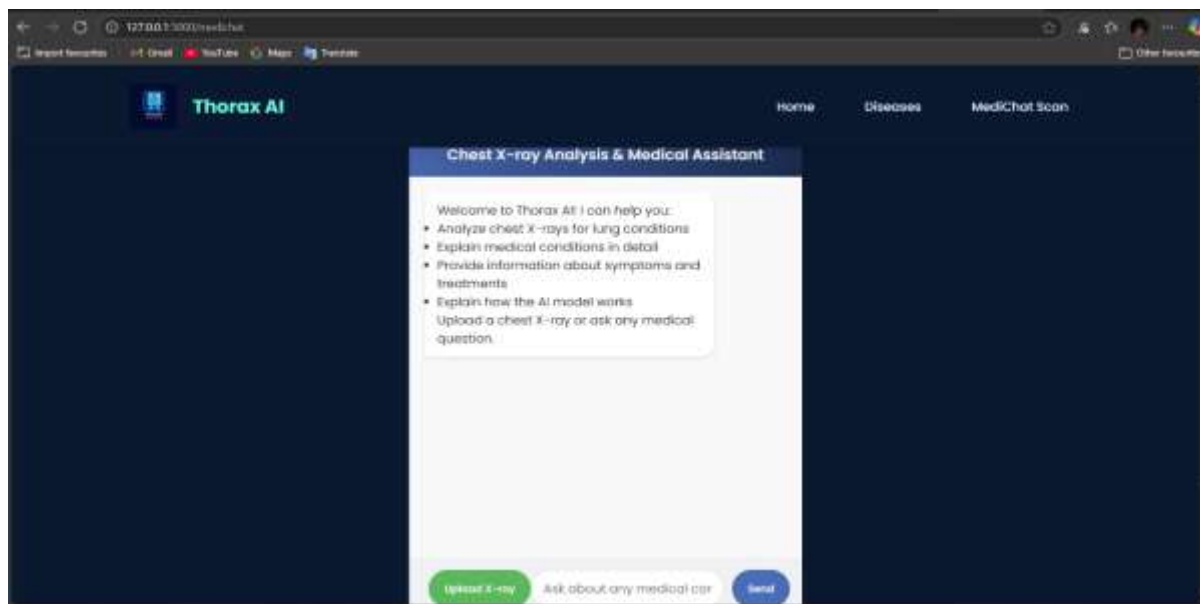 127.0.0.1:5000/medichat
Import favourites Gmail YouTube Maps Translate Other favourites
Thorax AI Home Diseases MediChat Scan
Chest X-ray Analysis & Medical Assistant
Welcome to Thorax AI! I can help you:
• Analyze chest X-rays for lung conditions
• Explain medical conditions in detail
• Provide information about symptoms and
treatments
• Explain how the AI model works
Upload a chest X-ray or ask any medical
question.
Upload X-ray Ask about any medical cor Send